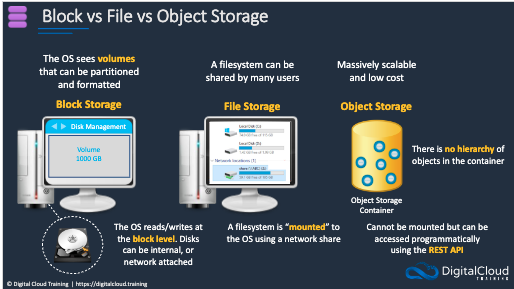 Block vs File vs Object Storage
The OS sees volumes
that can be partitioned
and formatted
Block Storage
Disk Management
Volume
1000 GB
The OS reads/writes at
the block level. Disks
can be internal, or
network attached
A filesystem can be
shared by many users
File Storage
Local Disk (C:)
Local Disk (E:)
Network locations (1)
A filesystem is "mounted" to
the OS using a network share
Massively scalable
and low cost
Object Storage
There is no hierarchy of
objects in the container
Object Storage
Container
Cannot be mounted but can be
accessed programmatically
using the REST API
© Digital Cloud Training | https://digitalcloud.training
DigitalCloud
TRAINING